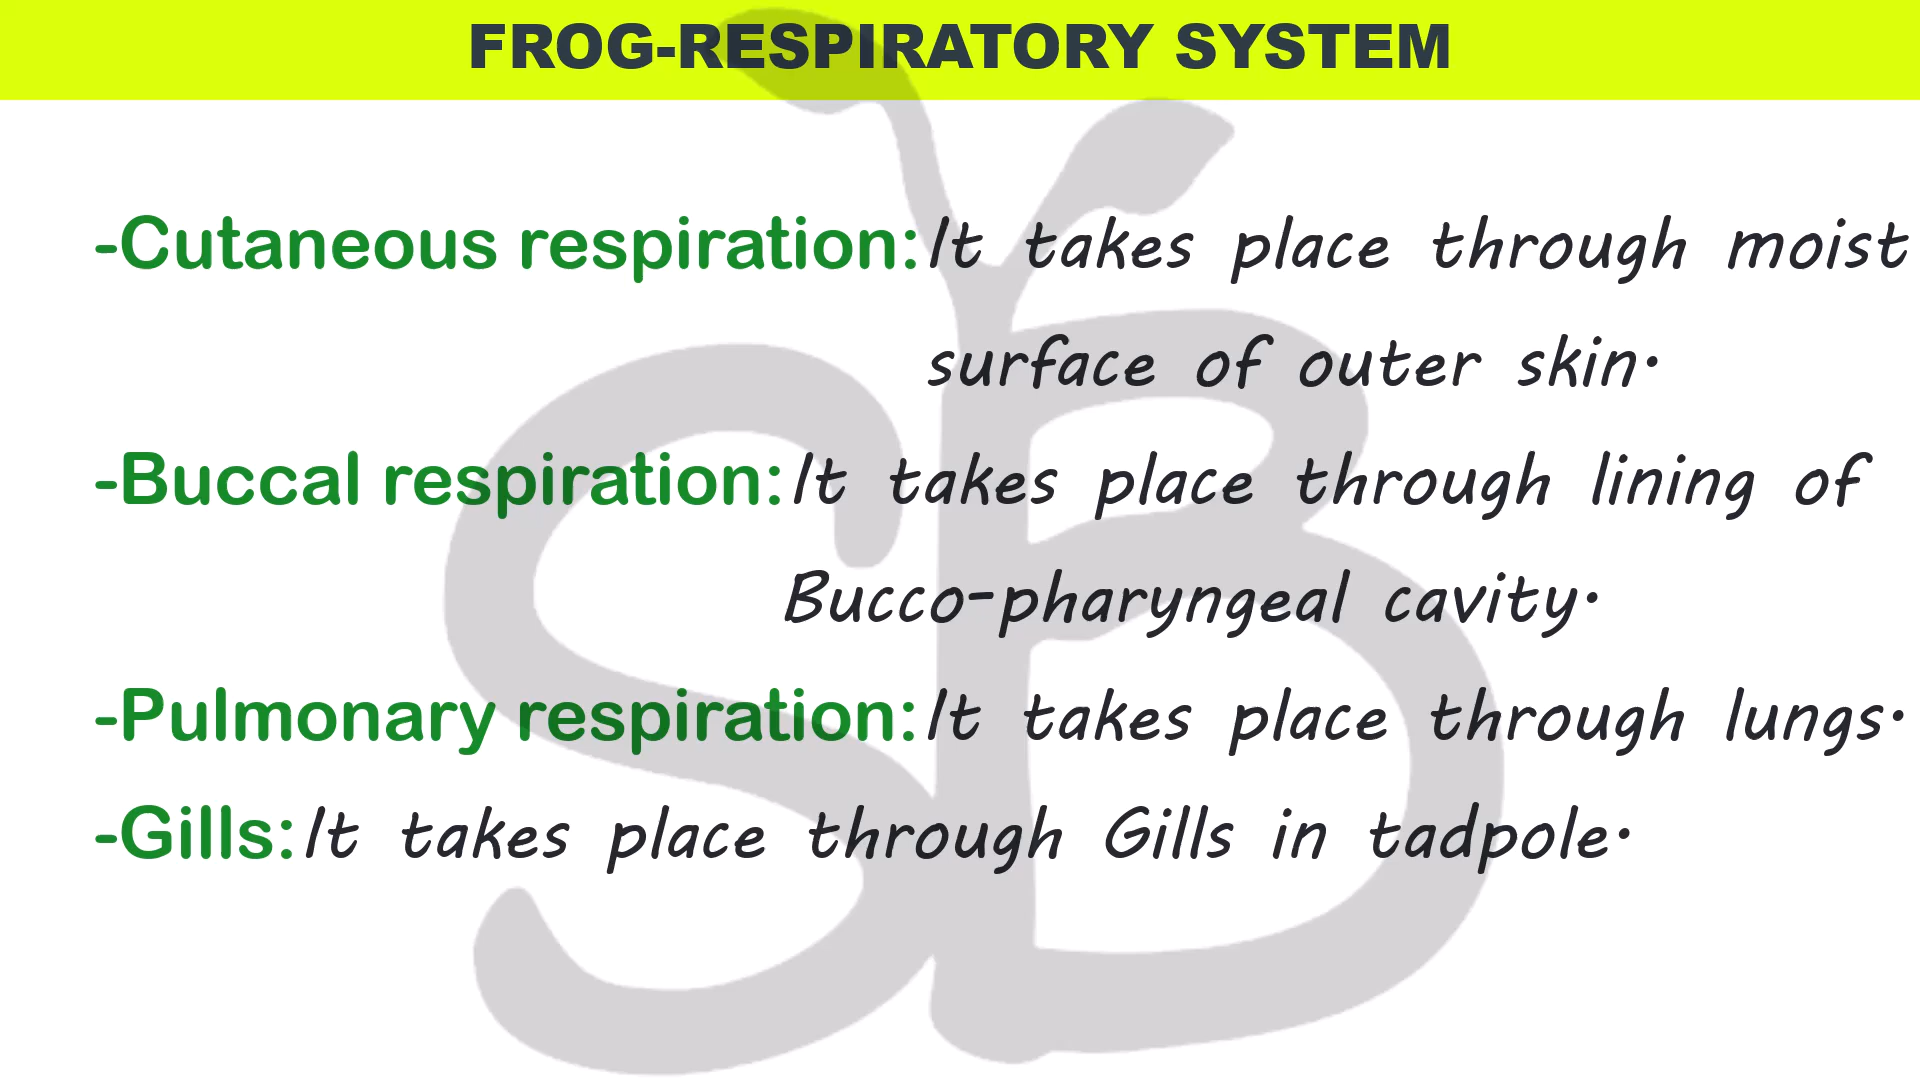 FROG-RESPIRATORY SYSTEM
-Cutaneous respiration: It takes place through moist
surface of outer skin.
-Buccal respiration: It takes place through lining of
Bucco-pharyngeal cavity.
-Pulmonary respiration: It takes place through lungs.
-Gills: It takes place through Gills in tadpole.
SB